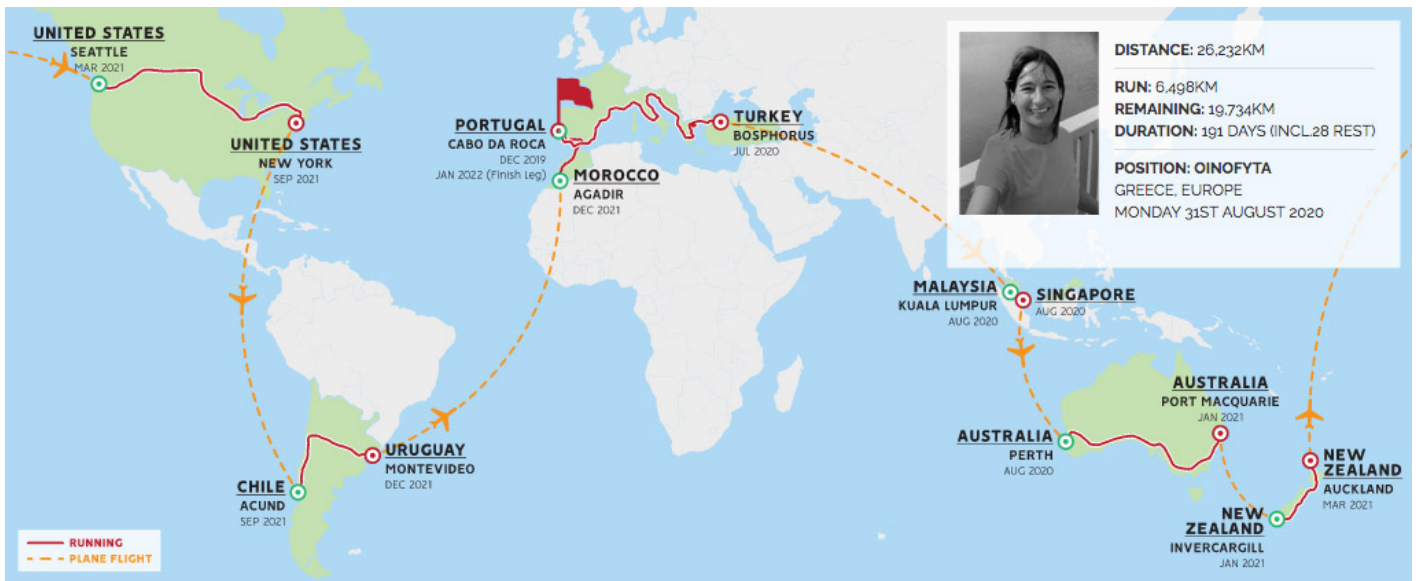 UNITED STATES
SEATTLE
MAR 2021
UNITED STATES
NEW YORK
SEP 2021
PORTUGAL
CABO DA ROCA
DEC 2019
JAN 2022 (Finish Leg)
MOROCCO
AGADIR
DEC 2021
TURKEY
BOSPHORUS
JUL 2020
DISTANCE: 26,232KM
RUN: 6,498KM
REMAINING: 19,734KM
DURATION: 191 DAYS (INCL.28 REST)
POSITION: OINOFYTA
GREECE, EUROPE
MONDAY 31ST AUGUST 2020
MALAYSIA
KUALA LUMPUR
AUG 2020
SINGAPORE
AUG 2020
AUSTRALIA
PORT MACQUARIE
JAN 2021
AUSTRALIA
PERTH
AUG 2020
NEW
ZEALAND
AUCKLAND
MAR 2021
NEW
ZEALAND
INVERCARGILL
JAN 2021
URUGUAY
MONTEVIDEO
DEC 2021
CHILE
ACUND
SEP 2021
RUNNING
PLANE FLIGHT